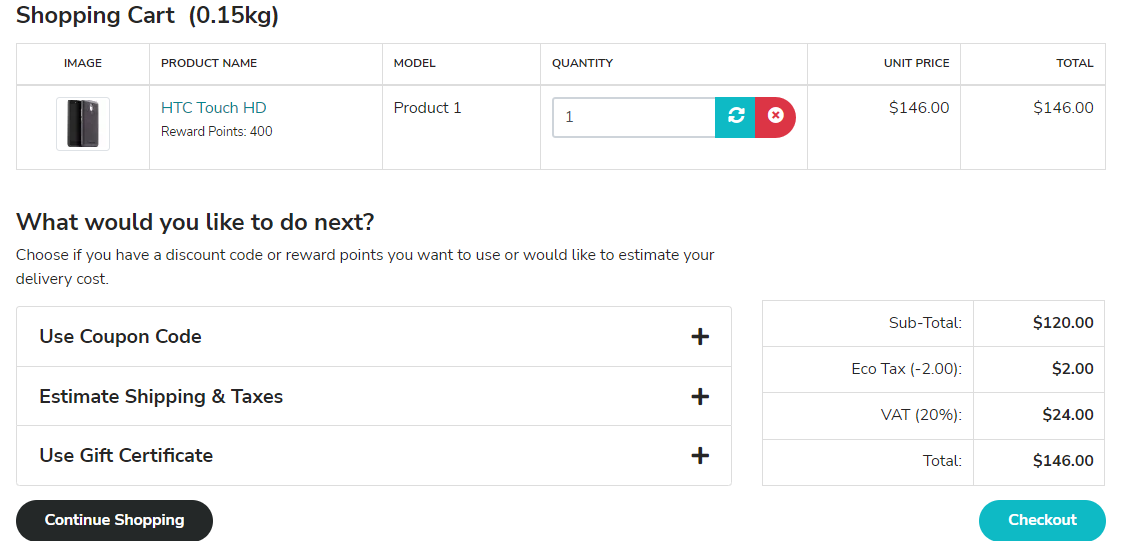 Shopping Cart (0.15kg)
IMAGE PRODUCT NAME MODEL QUANTITY UNIT PRICE TOTAL
HTC Touch HD Product 1 1 $146.00 $146.00
Reward Points: 400
What would you like to do next?
Choose if you have a discount code or reward points you want to use or would like to estimate your
delivery cost.
Use Coupon Code
Estimate Shipping & Taxes
Use Gift Certificate
Sub-Total: $120.00
Eco Tax (-2.00): $2.00
VAT (20%): $24.00
Total: $146.00
Continue Shopping
Checkout